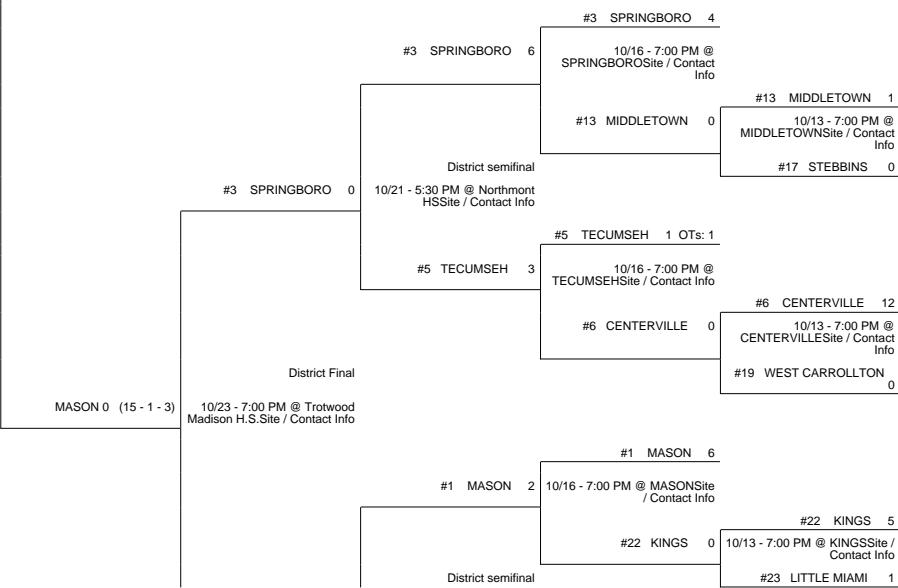 #3 SPRINGBORO 4
#3 SPRINGBORO 6
10/16 - 7:00 PM @
SPRINGBOROSite / Contact
Info
#13 MIDDLETOWN 1
#13 MIDDLETOWN 0
10/13 - 7:00 PM @
MIDDLETOWNSite / Contact
Info
District semifinal
#17 STEBBINS 0
#3 SPRINGBORO 0
10/21 - 5:30 PM @ Northmont
HSSite / Contact Info
#5 TECUMSEH 1 OTs: 1
#5 TECUMSEH 3
10/16 - 7:00 PM @
TECUMSEHSite / Contact Info
#6 CENTERVILLE 12
#6 CENTERVILLE 0
10/13 - 7:00 PM @
CENTERVILLESite / Contact
Info
District Final
#19 WEST CARROLLTON
0
MASON 0 (15 - 1 - 3)
10/23 - 7:00 PM @ Trotwood
Madison H.S.Site / Contact Info
#1 MASON 6
#1 MASON 2
10/16 - 7:00 PM @ MASONSite
/ Contact Info
#22 KINGS 5
#22 KINGS 0
10/13 - 7:00 PM @ KINGSSite /
Contact Info
District semifinal
#23 LITTLE MIAMI 1